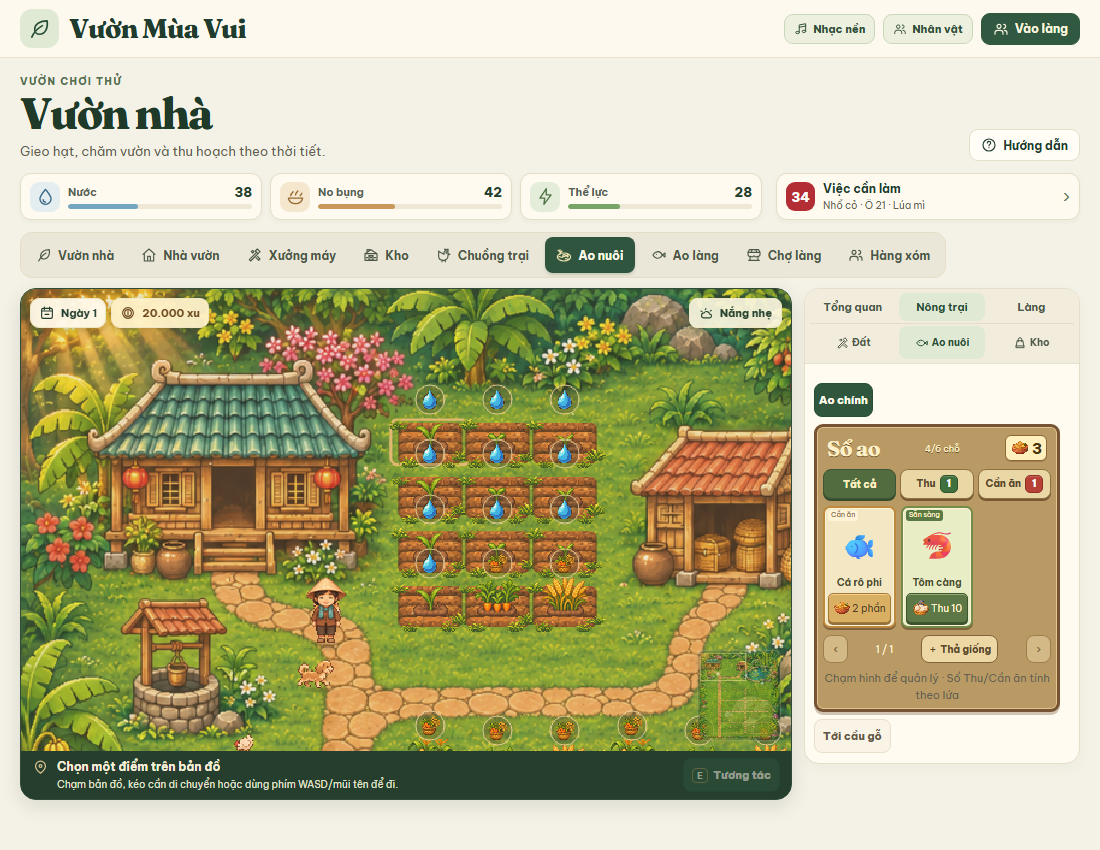 Vườn Mùa Vui
Nhạc nền
Nhân vật
Vào làng
VƯỜN CHƠI THỬ
Vườn nhà
Gieo hạt, chăm vườn và thu hoạch theo thời tiết.
Hướng dẫn
Nước 38
No bụng 42
Thể lực 28
34 Việc cần làm
Nhổ cỏ · Ô 21 · Lúa mì
Vườn nhà
Nhà vườn
Xưởng máy
Kho
Chuồng trại
Ao nuôi
Ao làng
Chợ làng
Hàng xóm
Ngày 1
20.000 xu
Nắng nhẹ
Chọn một điểm trên bản đồ
Chạm bản đồ, kéo cần di chuyển hoặc dùng phím WASD/mũi tên để đi.
E Tương tác
Tổng quan
Nông trại
Làng
Đất
Ao nuôi
Kho
Ao chính
Sổ ao
4/6 chỗ
3
Tất cả
Thu 1
Cần ăn 1
Cần ăn
Sẵn sàng
Cá rô phi
Tôm càng
2 phần
Thu 10
‹
1 / 1
+ Thả giống
›
Chạm hình để quản lý · Số Thu/Cần ăn tính
theo lứa
Tới cầu gỗ